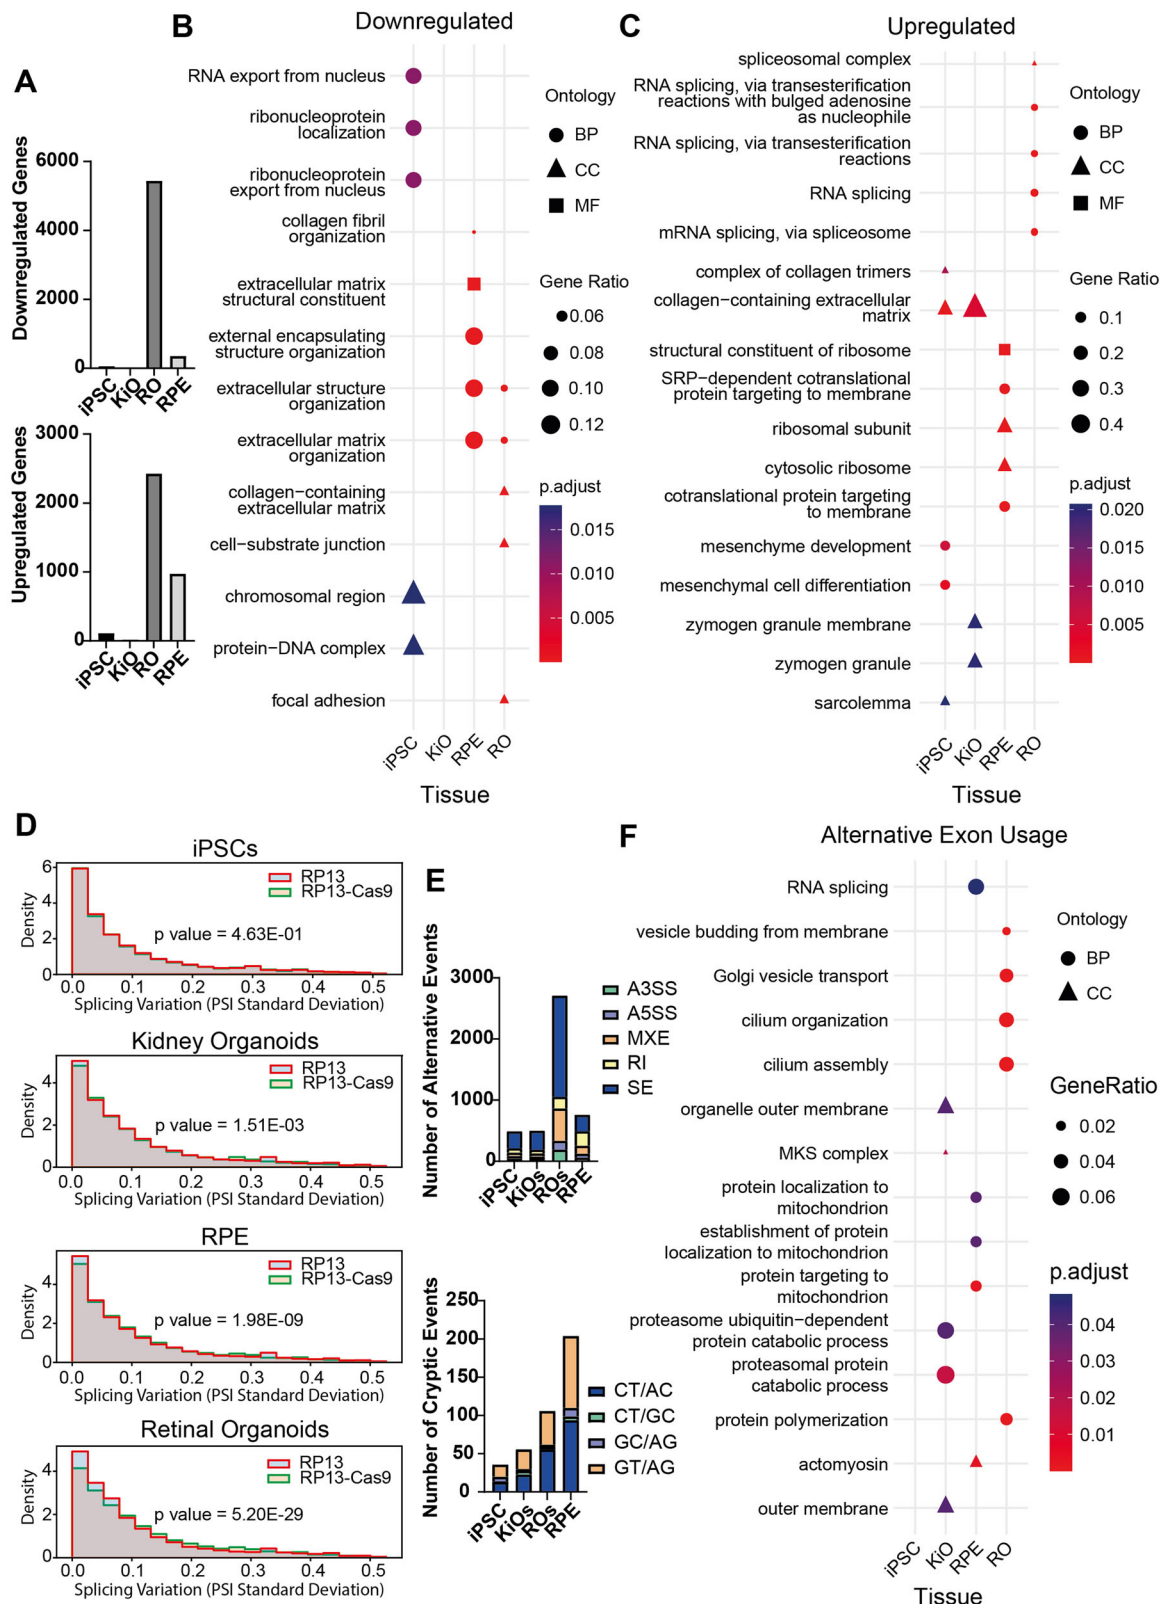 A
Downregulated Genes
6000
4000
2000
0
iPSC
KiO
RO
RPE
Upregulated Genes
3000
2000
1000
0
iPSC
KiO
RO
RPE
B
Downregulated
RNA export from nucleus
ribonucleoprotein
localization
ribonucleoprotein
export from nucleus
collagen fibril
organization
extracellular matrix
structural constituent
external encapsulating
structure organization
extracellular structure
organization
extracellular matrix
organization
collagen−containing
extracellular matrix
cell−substrate junction
chromosomal region
protein−DNA complex
focal adhesion
iPSC
KiO
RPE
RO
Tissue
Ontology
BP
CC
MF
Gene Ratio
0.06
0.08
0.10
0.12
p.adjust
0.015
0.010
0.005
C
Upregulated
spliceosomal complex
RNA splicing, via transesterification
reactions with bulged adenosine
as nucleophile
RNA splicing, via transesterification
reactions
RNA splicing
mRNA splicing, via spliceosome
complex of collagen trimers
collagen−containing extracellular
matrix
structural constituent of ribosome
SRP−dependent cotranslational
protein targeting to membrane
ribosomal subunit
cytosolic ribosome
cotranslational protein targeting
to membrane
mesenchyme development
mesenchymal cell differentiation
zymogen granule membrane
zymogen granule
sarcolemma
iPSC
KiO
RPE
RO
Tissue
Ontology
BP
CC
MF
Gene Ratio
0.1
0.2
0.3
0.4
p.adjust
0.020
0.015
0.010
0.005
D
iPSCs
Density
6
4
2
0
RP13
RP13-Cas9
p value = 4.63E-01
0.0 0.1 0.2 0.3 0.4 0.5
Splicing Variation (PSI Standard Deviation)
Kidney Organoids
Density
4
2
0
RP13
RP13-Cas9
p value = 1.51E-03
0.0 0.1 0.2 0.3 0.4 0.5
Splicing Variation (PSI Standard Deviation)
RPE
Density
4
2
0
RP13
RP13-Cas9
p value = 1.98E-09
0.0 0.1 0.2 0.3 0.4 0.5
Splicing Variation (PSI Standard Deviation)
Retinal Organoids
Density
4
2
0
RP13
RP13-Cas9
p value = 5.20E-29
0.0 0.1 0.2 0.3 0.4 0.5
Splicing Variation (PSI Standard Deviation)
E
Number of Alternative Events
3000
2000
1000
0
iPSC
KiOs
ROs
RPE
A3SS
A5SS
MXE
RI
SE
Number of Cryptic Events
250
200
150
100
50
0
iPSC
KiOs
ROs
RPE
CT/AC
CT/GC
GC/AG
GT/AG
F
Alternative Exon Usage
RNA splicing
vesicle budding from membrane
Golgi vesicle transport
cilium organization
cilium assembly
organelle outer membrane
MKS complex
protein localization to
mitochondrion
establishment of protein
localization to mitochondrion
protein targeting to
mitochondrion
proteasome ubiquitin−dependent
protein catabolic process
proteasomal protein
catabolic process
protein polymerization
actomyosin
outer membrane
iPSC
KiO
RPE
RO
Tissue
Ontology
BP
CC
GeneRatio
0.02
0.04
0.06
p.adjust
0.04
0.03
0.02
0.01